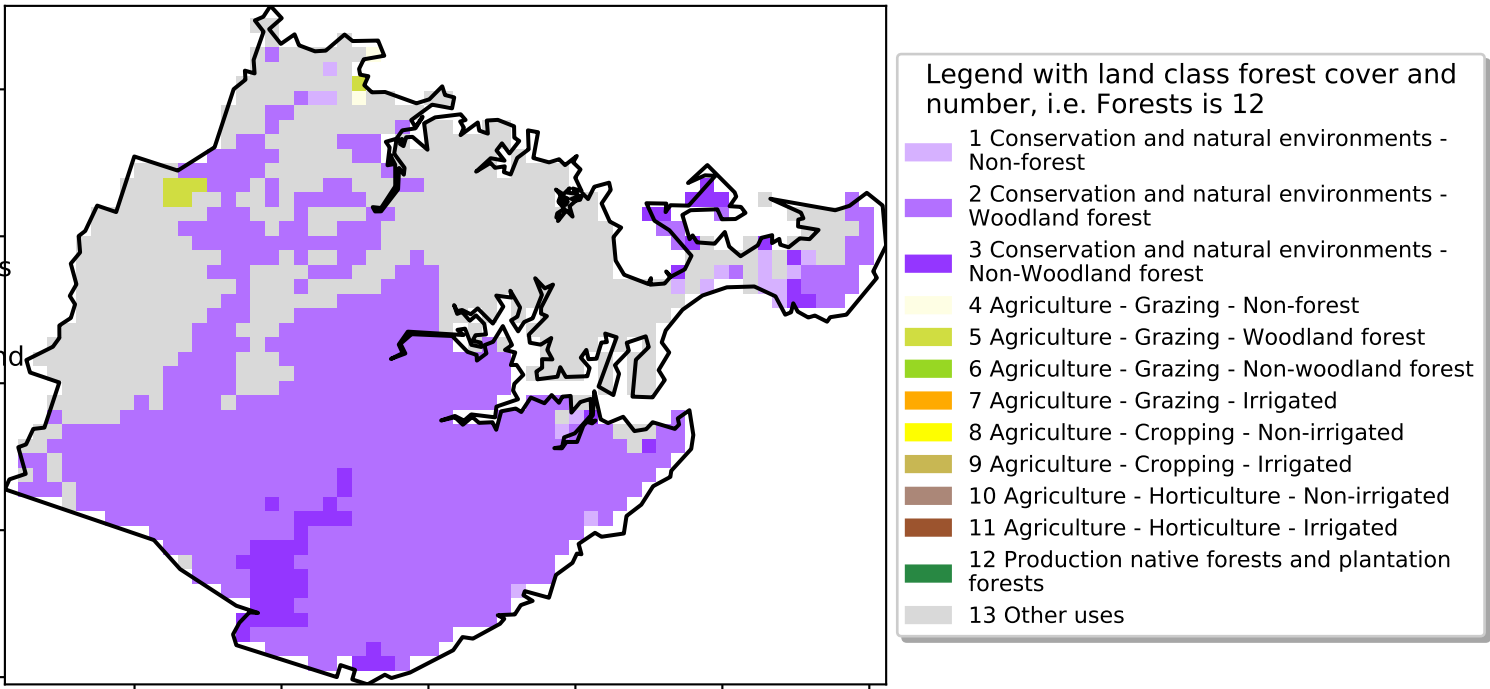 s
nd
Legend with land class forest cover and
number, i.e. Forests is 12
1 Conservation and natural environments -
Non-forest
2 Conservation and natural environments -
Woodland forest
3 Conservation and natural environments -
Non-Woodland forest
4 Agriculture - Grazing - Non-forest
5 Agriculture - Grazing - Woodland forest
6 Agriculture - Grazing - Non-woodland forest
7 Agriculture - Grazing - Irrigated
8 Agriculture - Cropping - Non-irrigated
9 Agriculture - Cropping - Irrigated
10 Agriculture - Horticulture - Non-irrigated
11 Agriculture - Horticulture - Irrigated
12 Production native forests and plantation
forests
13 Other uses